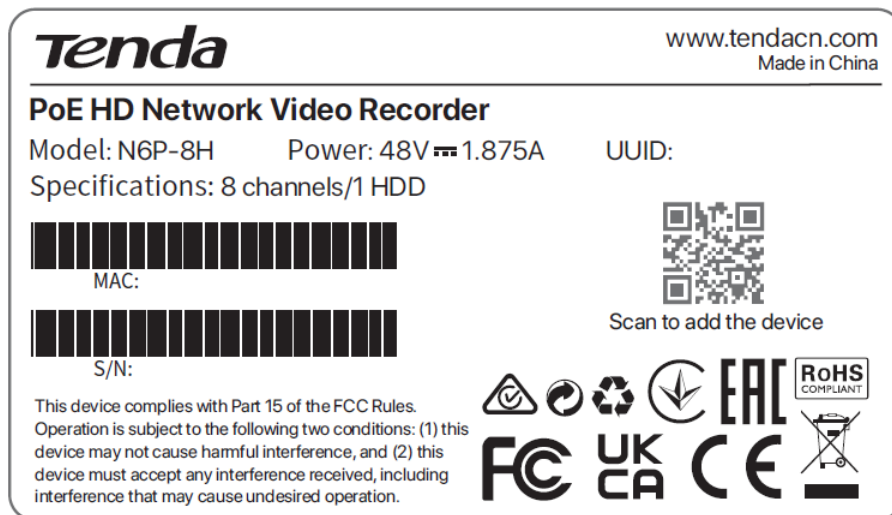 Tenda
www.tendacn.com
Made in China
PoE HD Network Video Recorder
Model: N6P-8H Power: 48V⎓1.875A UUID:
Specifications: 8 channels/1 HDD
MAC:
S/N:
Scan to add the device
This device complies with Part 15 of the FCC Rules.
Operation is subject to the following two conditions: (1) this
device may not cause harmful interference, and (2) this
device must accept any interference received, including
interference that may cause undesired operation.
EAC
RoHS
COMPLIANT
FC
UK
CA
CE